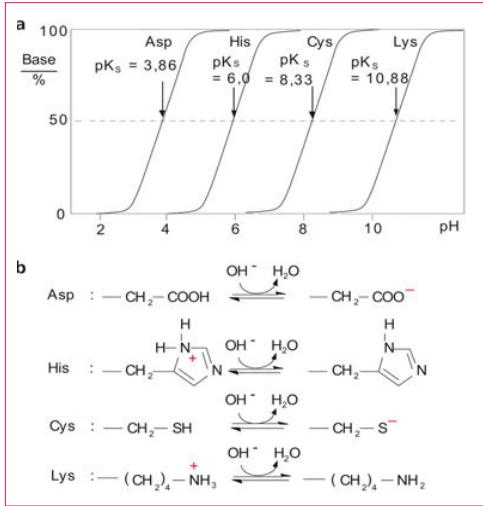 a
100
Base
%
50
0
Asp His Cys Lys
pKS = 3,86
pKS = 6,0
pKS = 8,33
pKS = 10,88
2 4 6 8 10 pH
b
OH- H2O
Asp : — CH2—COOH — CH2—COO−
H H
OH- H2O
H—N N
+
His : — CH2 N — CH2 N
OH- H2O
Cys : — CH2— SH — CH2— S−
OH- H2O
+
Lys :—(CH2)4—NH3 — (CH2)4—NH2